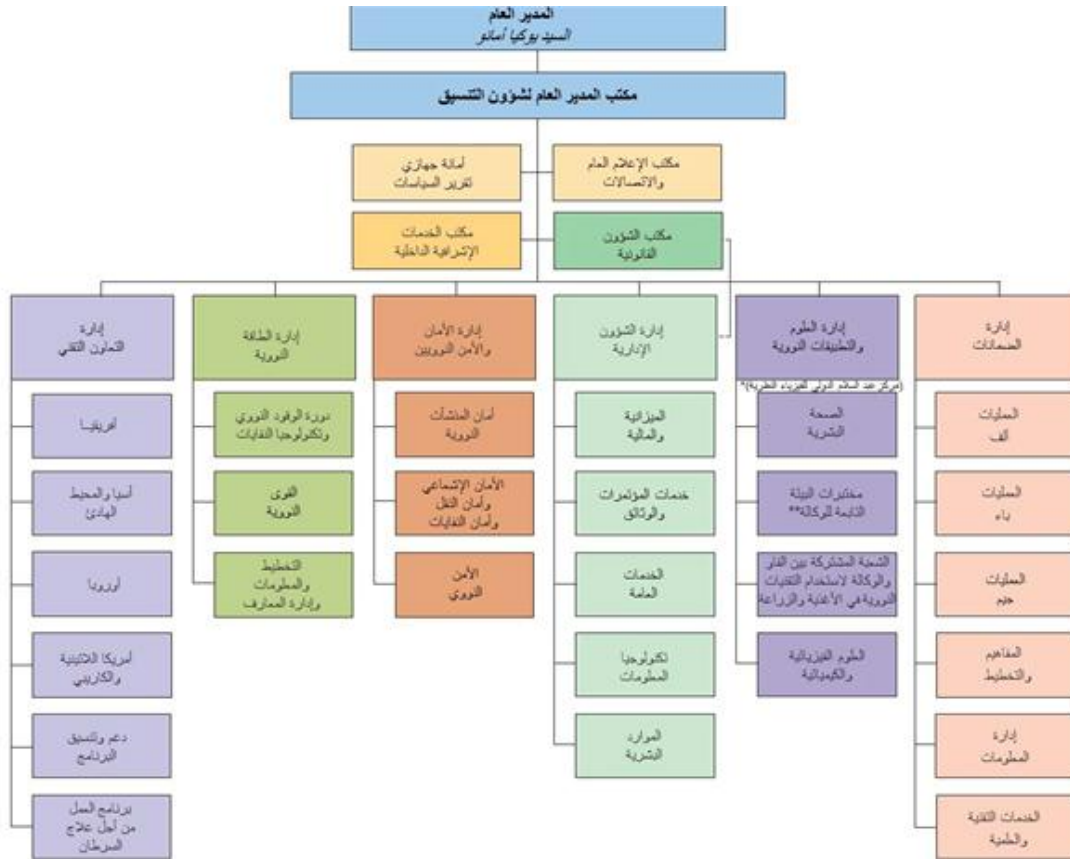 المدير العام
السيد يوكيا أمانو
مكتب المدير العام لشؤون التنسيق
مكتب الإعلام العام
والاتصالات
أمانة جهازي
تقرير السياسات
مكتب الشؤون
القانونية
مكتب الخدمات
الإشرافية الداخلية
إدارة
الضمانات
العمليات
ألف
العمليات
باء
العمليات
جيم
المفاهيم
والتخطيط
إدارة
المعلومات
الخدمات التقنية
والعلمية
إدارة العلوم
والتطبيقات النووية
(مركز عبد السلام الدولي للفيزياء النظرية)*
الصحة
البشرية
مختبرات البيئة
التابعة للوكالة**
الشعبة المشتركة بين الفاو
والوكالة لاستخدام التقنيات
النووية في الأغذية والزراعة
العلوم الفيزيائية
والكيميائية
إدارة الشؤون
الإدارية
الميزانية
والمالية
خدمات المؤتمرات
والوثائق
الخدمات
العامة
تكنولوجيا
المعلومات
الموارد
البشرية
إدارة الأمان
والأمن النوويين
أمان المنشآت
النووية
الأمان الإشعاعي
وأمان النقل
وأمان النفايات
الأمن
النووي
إدارة الطاقة
النووية
دورة الوقود النووي
وتكنولوجيا النفايات
القوى
النووية
التخطيط
والمعلومات
وإدارة المعارف
إدارة
التعاون التقني
أفريقيا
آسيا والمحيط
الهادئ
أوروبا
أمريكا اللاتينية
والكاريبي
دعم وتنسيق
البرنامج
برنامج العمل
من أجل علاج
السرطان